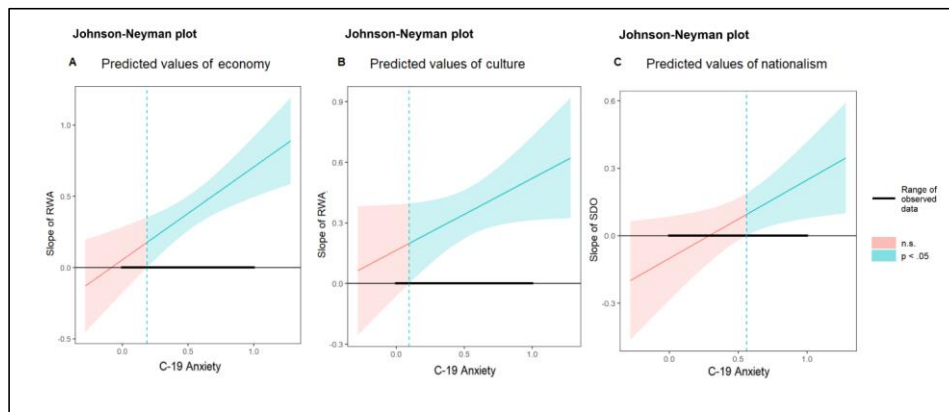 Johnson-Neyman plot
A Predicted values of economy
1.0
0.5
0.0
-0.5
Slope of RWA
0.0 0.5 1.0
C-19 Anxiety
Johnson-Neyman plot
B Predicted values of culture
0.9
0.6
0.3
0.0
-0.3
Slope of RWA
0.0 0.5 1.0
C-19 Anxiety
Johnson-Neyman plot
C Predicted values of nationalism
0.6
0.3
0.0
-0.3
Slope of SDO
0.0 0.5 1.0
C-19 Anxiety
Range of
observed
data
n.s.
p < .05